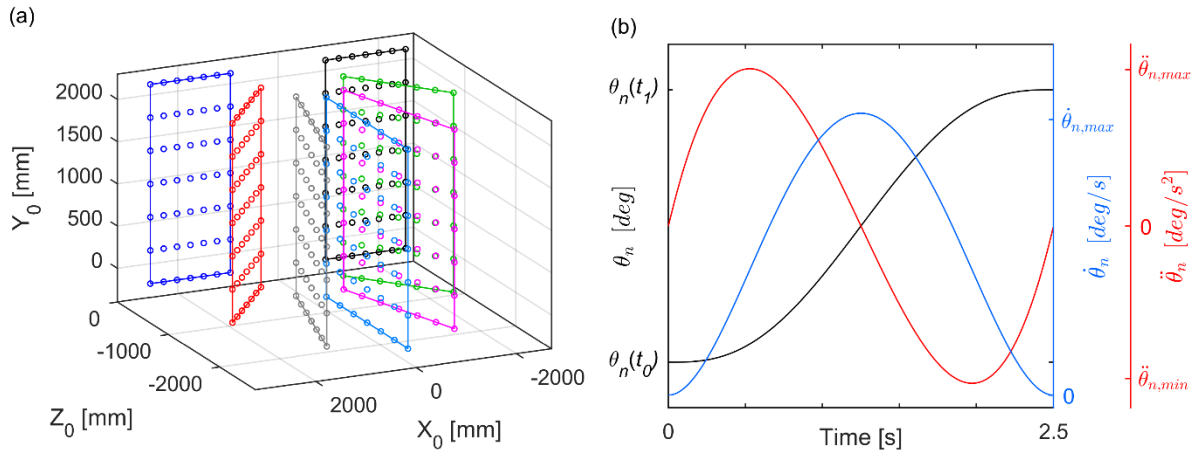 (a)
2000
1500
1000
500
0
Y₀ [mm]
0
-1000
-2000
Z₀ [mm]
2000
0
-2000
X₀ [mm]
(b)
θₙ(t₁)
θₙ(t₀)
θₙ [deg]
0
Time [s]
2.5
θ̇ₙ,ₘₐₓ
0
θ̇ₙ [deg/s]
θ̈ₙ,ₘₐₓ
0
θ̈ₙ,ₘᵢₙ
θ̈ₙ [deg/s²]